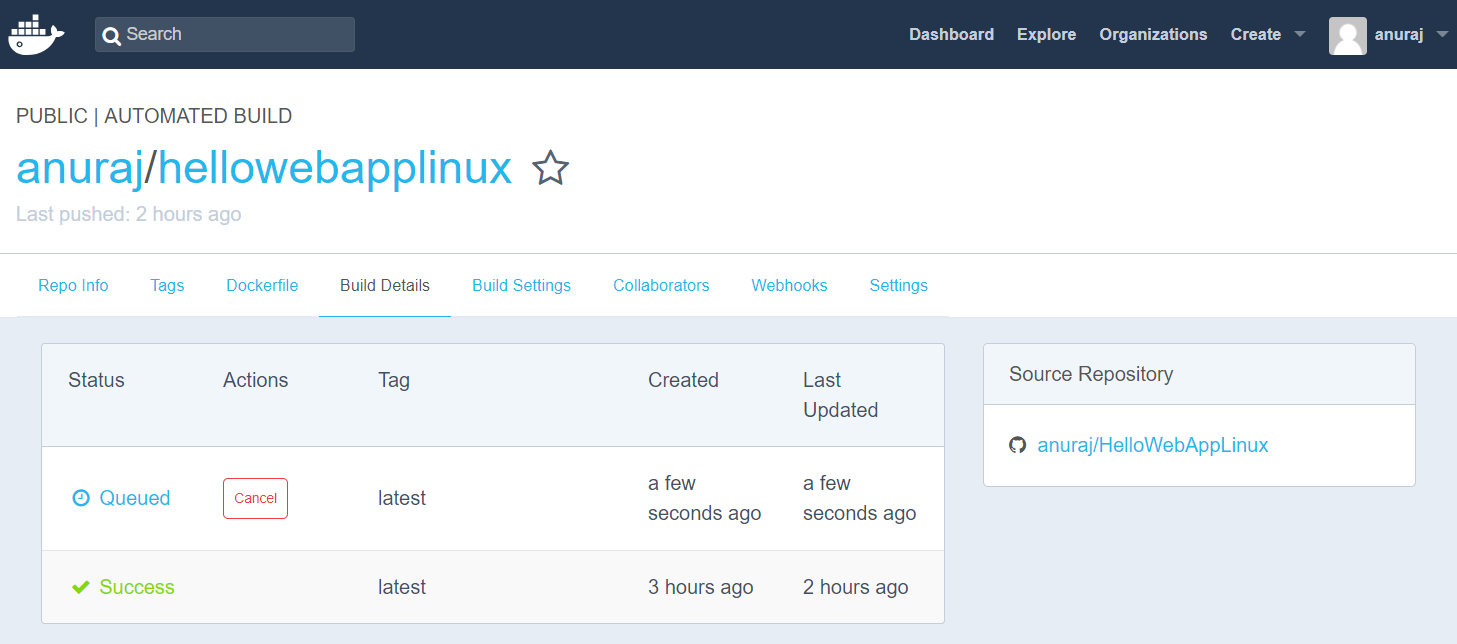 Search
Dashboard Explore Organizations Create anuraj
PUBLIC | AUTOMATED BUILD
anuraj/hellowebapplinux
Last pushed: 2 hours ago
Repo Info Tags Dockerfile Build Details Build Settings Collaborators Webhooks Settings
Status Actions Tag Created Last Updated
Queued Cancel latest a few seconds ago a few seconds ago
Success latest 3 hours ago 2 hours ago
Source Repository
anuraj/HelloWebAppLinux